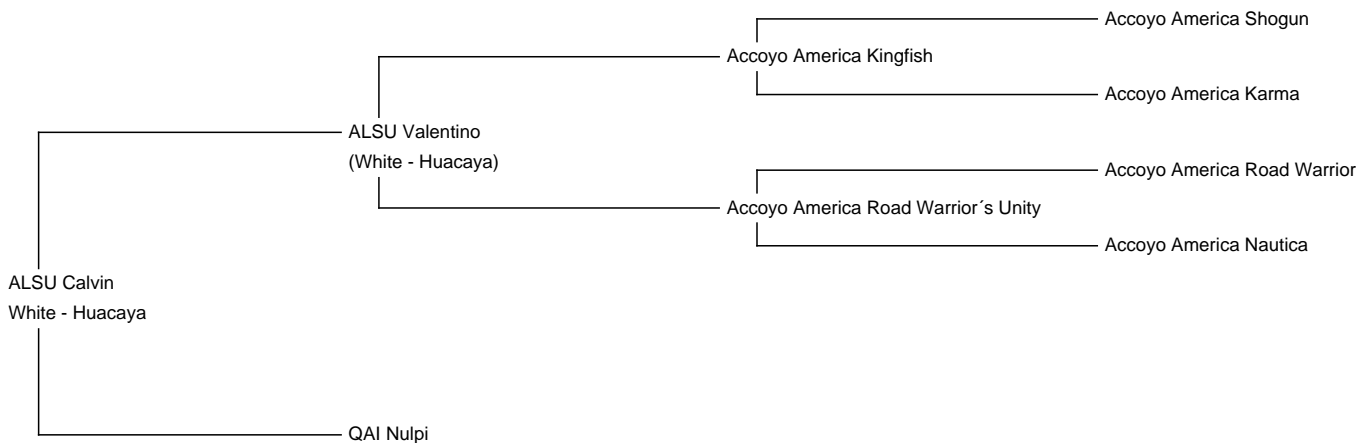 Accoyo America Shogun
Accoyo America Kingfish
Accoyo America Karma
ALSU Valentino
(White - Huacaya)
Accoyo America Road Warrior
Accoyo America Road Warrior´s Unity
Accoyo America Nautica
ALSU Calvin
White - Huacaya
QAI Nulpi